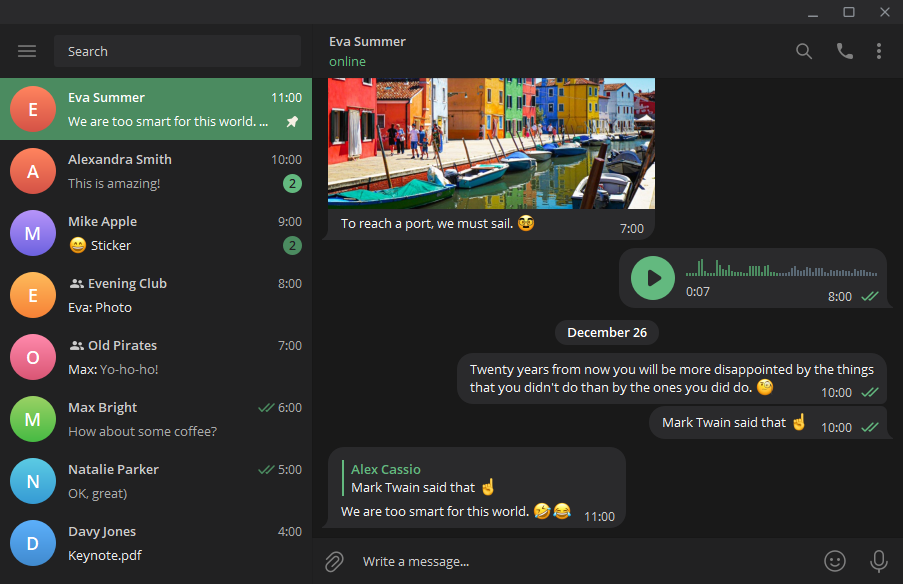 Search
E
Eva Summer 11:00
We are too smart for this world. ...
A
Alexandra Smith 10:00
This is amazing! 2
M
Mike Apple 9:00
😄 Sticker 2
E
Evening Club 8:00
Eva: Photo
O
Old Pirates 7:00
Max: Yo-ho-ho!
M
Max Bright 6:00
How about some coffee?
N
Natalie Parker 5:00
OK, great)
D
Davy Jones 4:00
Keynote.pdf
Eva Summer
online
To reach a port, we must sail. 🤠 7:00
0:07 8:00
December 26
Twenty years from now you will be more disappointed by the things
that you didn't do than by the ones you did do. 🧐 10:00
Mark Twain said that ☝️ 10:00
Alex Cassio
Mark Twain said that ☝️
We are too smart for this world. 🤣😂 11:00
Write a message...